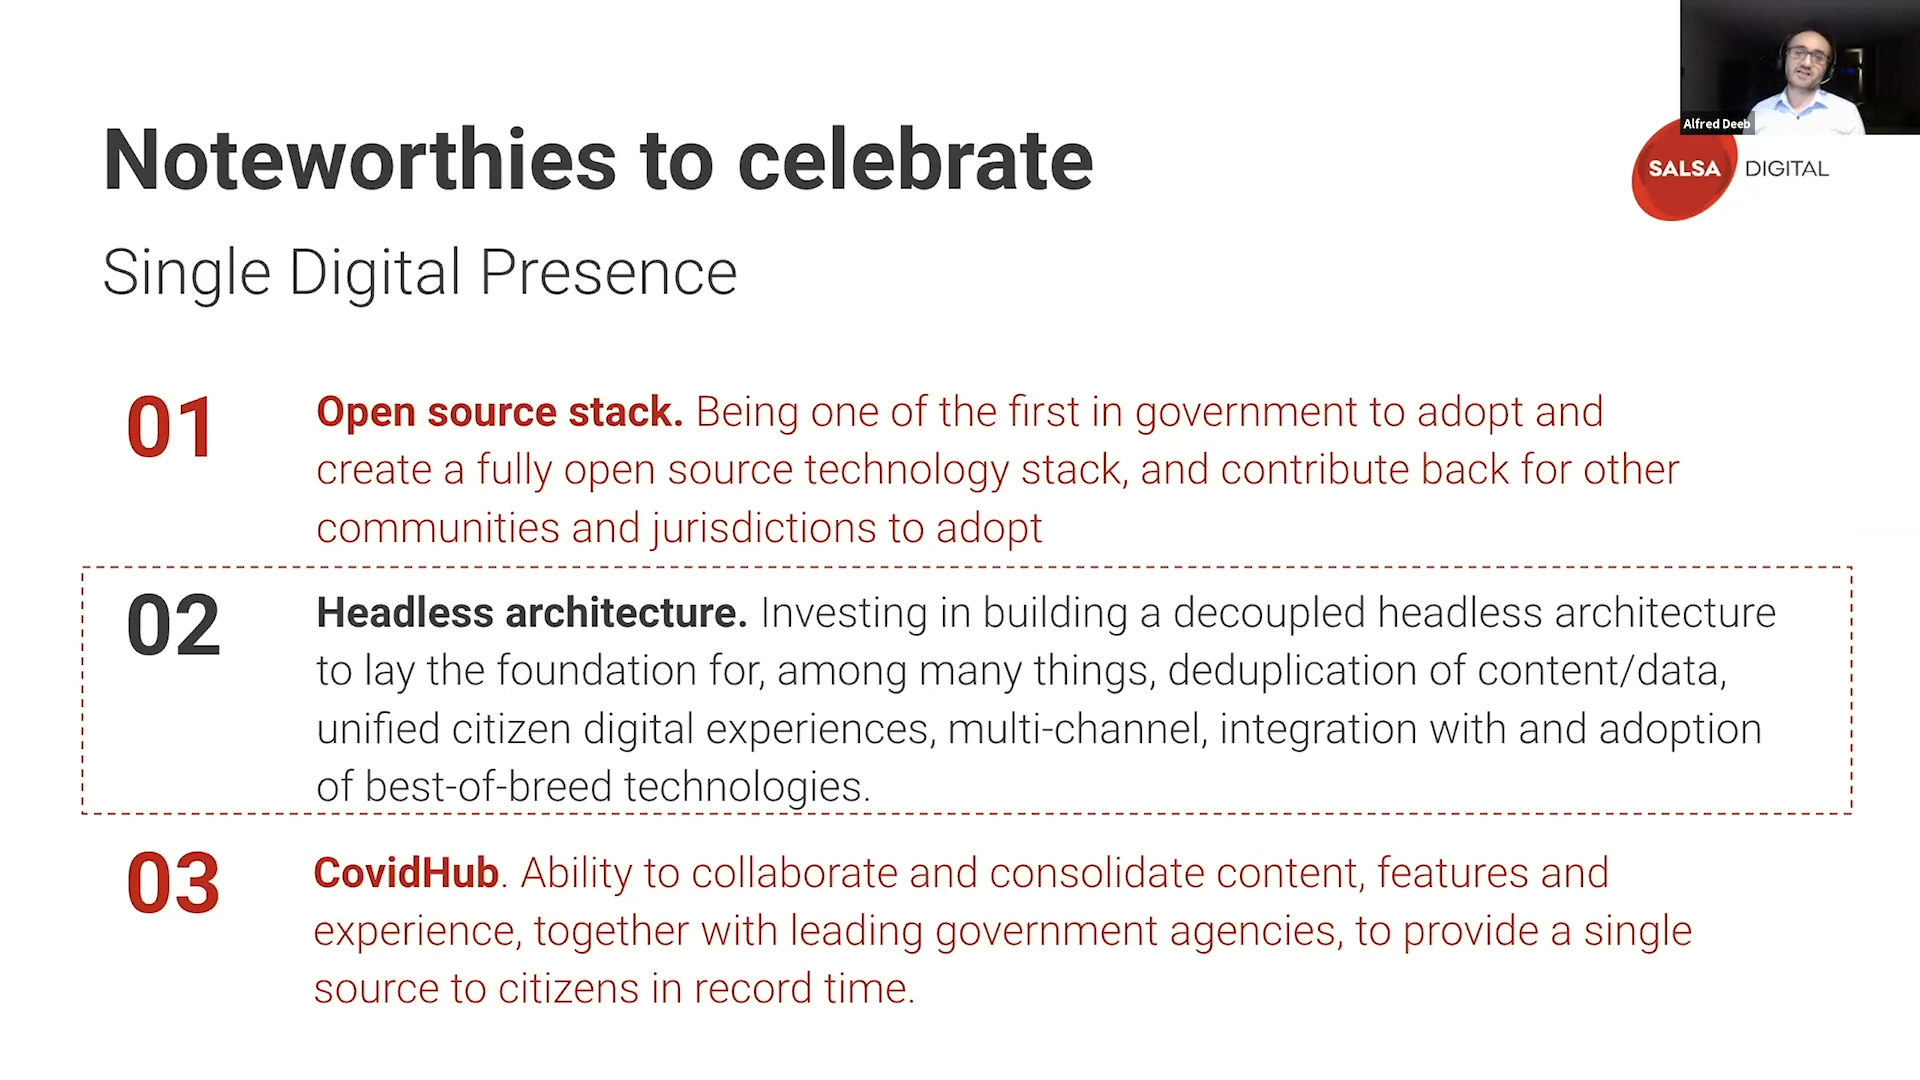 Alfred Deeb
SALSA DIGITAL
Noteworthies to celebrate
Single Digital Presence
01
Open source stack. Being one of the first in government to adopt and
create a fully open source technology stack, and contribute back for other
communities and jurisdictions to adopt
02
Headless architecture. Investing in building a decoupled headless architecture
to lay the foundation for, among many things, deduplication of content/data,
unified citizen digital experiences, multi-channel, integration with and adoption
of best-of-breed technologies.
03
CovidHub. Ability to collaborate and consolidate content, features and
experience, together with leading government agencies, to provide a single
source to citizens in record time.